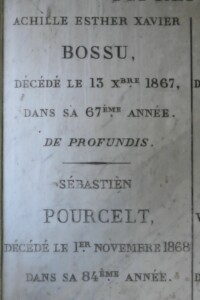 ACHILLE ESTHER XAVIER
BOSSU,
DÉCÉDÉ LE 13 XBRE 1867,
DANS SA 67ÈME ANNÉE.
DE PROFUNDIS.
SÉBASTIEN
POURCELT,
DÉCÉDÉ LE 1ER NOVEMBRE 1868
DANS SA 84ÈME ANNÉE.